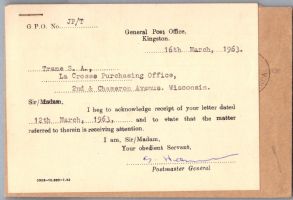 G.P.O. No. JP/T
General Post Office,
Kingston.
16th March, 1963.
Trane S. A.,
La Crosse Purchasing Office,
2nd & Chameron Avenue. Wisconsin.
Sir/Madam,
I beg to acknowledge receipt of your letter dated
12th March, 1963, and to state that the matter
referred to therein is receiving attention.
I am, Sir/Madam,
Your obedient Servant,
Postmaster General